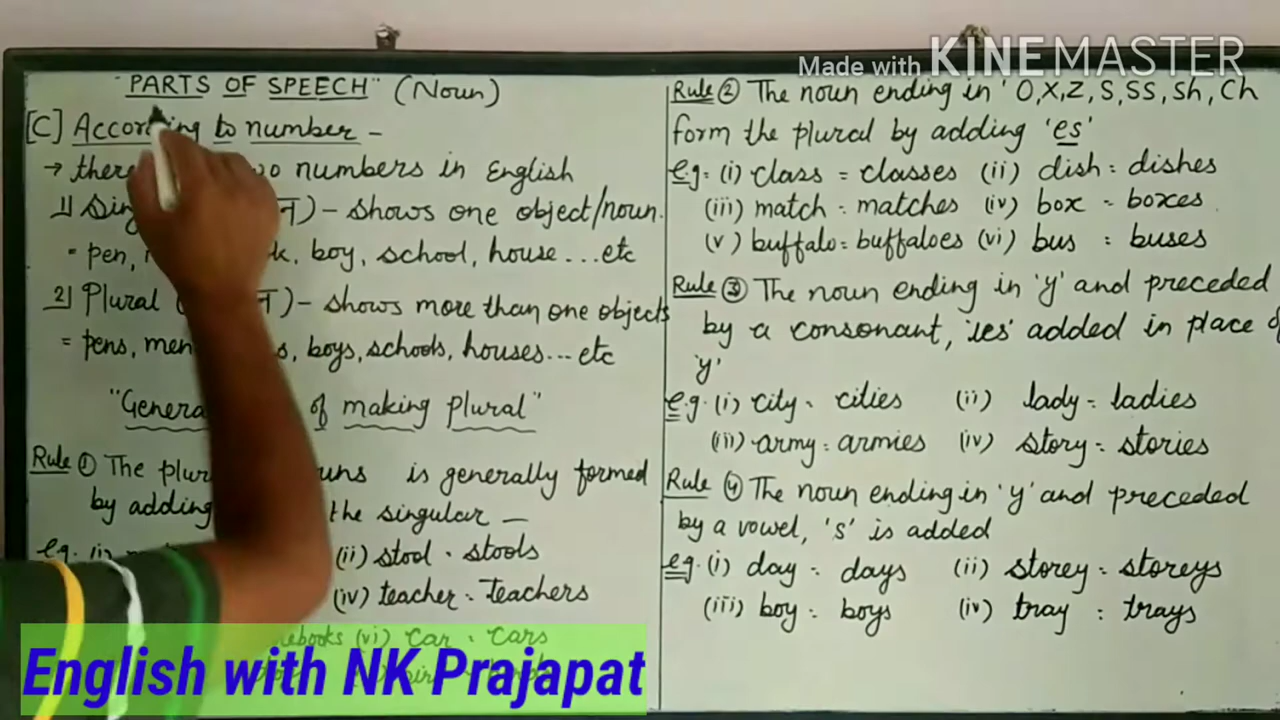 Made with KINEMASTER
"PARTS OF SPEECH" (Noun)
[C] According to number -
→ there numbers in English
1) - shows one object/noun.
= pen, boy, school, house...etc
2) Plural - shows more than one objects
= pens, men, boys, schools, houses...etc
"General of making plural"
Rule ① The is generally formed
by adding the singular -
eg. (i) (ii) stool = stools
(iv) teacher = teachers
(vi) car = cars
English with NK Prajapat
Rule ② The noun ending in 'O, X, Z, S, SS, Sh, Ch
form the plural by adding 'es'
e.g= (i) class = classes (ii) dish = dishes
(iii) match = matches (iv) box = boxes
(v) buffalo = buffaloes (vi) bus = buses
Rule ③ The noun ending in 'y' and preceded
by a consonant, 'ies' added in place
'y'
e.g. (i) city = cities (ii) lady = ladies
(iii) army = armies (iv) story = stories
Rule ④ The noun ending in 'y' and preceded
by a vowel, 's' is added
eg. (i) day = days (ii) storey = storeys
(iii) boy = boys (iv) tray = trays